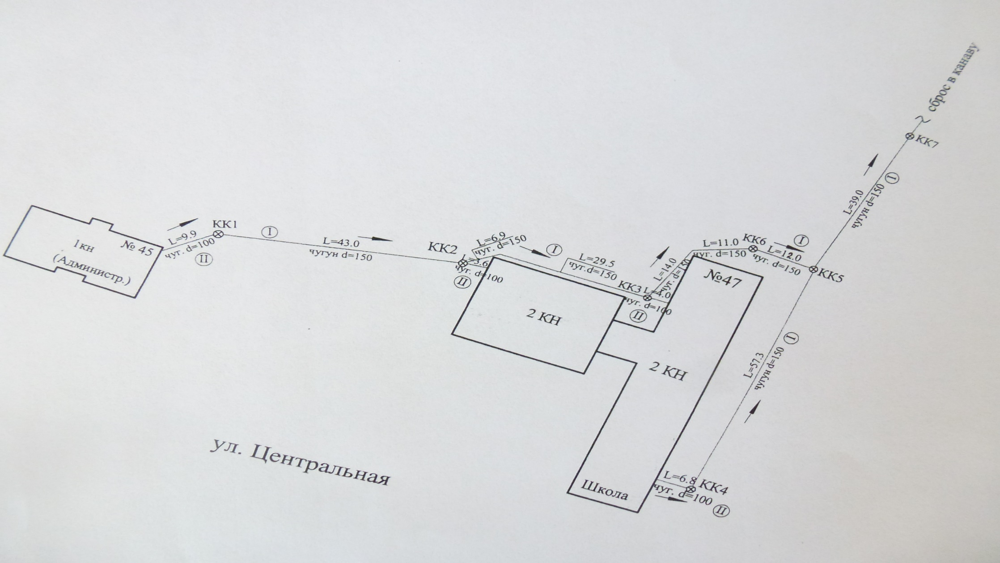 сброс в канаву
КК7
L=39.0
чугун d=150
I
КК1
L=9.9
чуг. d=100
II
№ 45
1кн
(Администр.)
I
L=43.0
чугун d=150
КК2
L=6.9
чуг. d=150
L=3.6
чуг. d=100
II
I
L=29.5
чуг.d=150
КК3
L=4.0
чуг. d=100
II
L=14.0
чуг. d=150
L=11.0
чуг. d=150
КК6
L=12.0
чуг. d=150
I
КК5
№47
2 КН
2 КН
L=57.3
чугун d=150
I
L=6.8
чуг. d=100
II
КК4
Школа
ул. Центральная